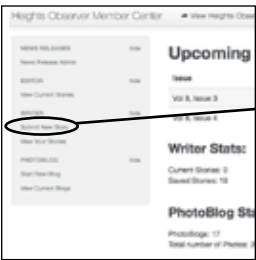 Heights Observer Member Center
View Heights Obse
NEWS RELEASES hide
News Release Admin
EDITOR hide
View Current Stories
WRITER hide
Submit New Story
View Your Stories
PHOTOBLOG hide
Start New Blog
View Current Blogs
Upcoming
Issue
Vol 8, Issue 3
Vol 8, Issue 4
Writer Stats:
Current Stories: 0
Saved Stories: 19
PhotoBlog Sta
PhotoBlogs: 17
Total number of Photos: 2